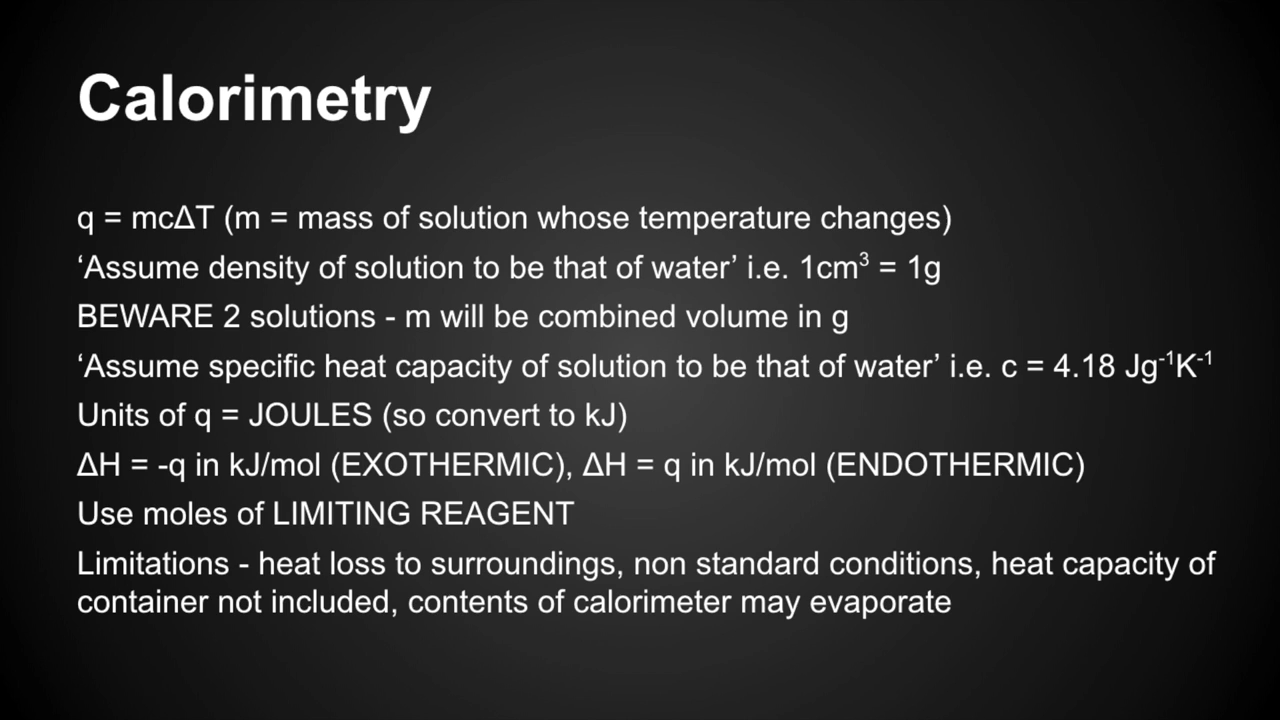 Calorimetry
q = mcΔT (m = mass of solution whose temperature changes)
‘Assume density of solution to be that of water’ i.e. 1cm³ = 1g
BEWARE 2 solutions - m will be combined volume in g
‘Assume specific heat capacity of solution to be that of water’ i.e. c = 4.18 Jg⁻¹K⁻¹
Units of q = JOULES (so convert to kJ)
ΔH = -q in kJ/mol (EXOTHERMIC), ΔH = q in kJ/mol (ENDOTHERMIC)
Use moles of LIMITING REAGENT
Limitations - heat loss to surroundings, non standard conditions, heat capacity of
container not included, contents of calorimeter may evaporate